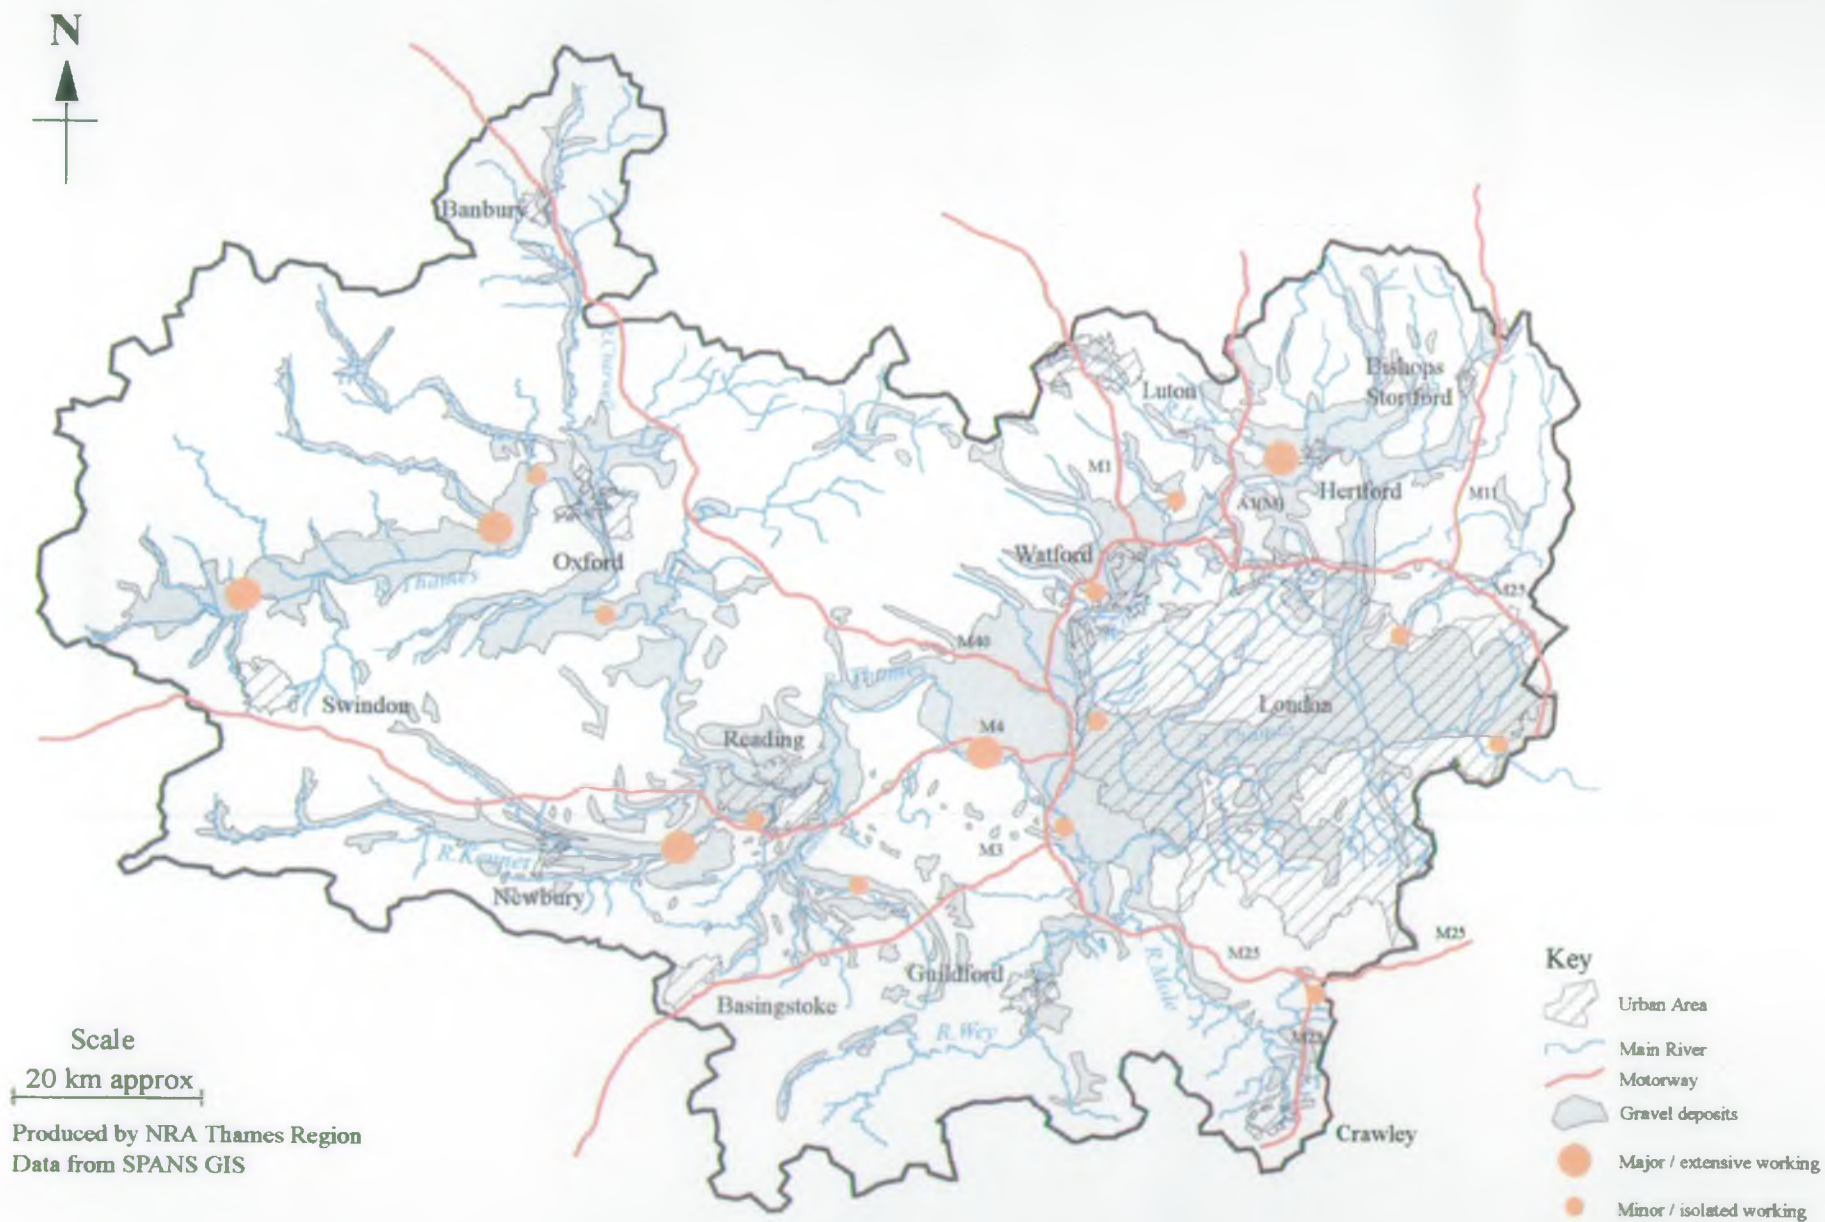 N
Banbury
R. Cherwell
Luton
R. Lee
Bishops
Stortford
M1
A1(M)
Hertford
M11
Oxford
R. Thames
Watford
M25
M40
R. Thames
London
R. Thames
Swindon
M4
Reading
M3
R. Kennet
Newbury
Guildford
R. Mole
M25
M25
Basingstoke
R. Wey
M23
Crawley
Scale
20 km approx
Produced by NRA Thames Region
Data from SPANS GIS
Key
Urban Area
Main River
Motorway
Gravel deposits
Major / extensive working
Minor / isolated working